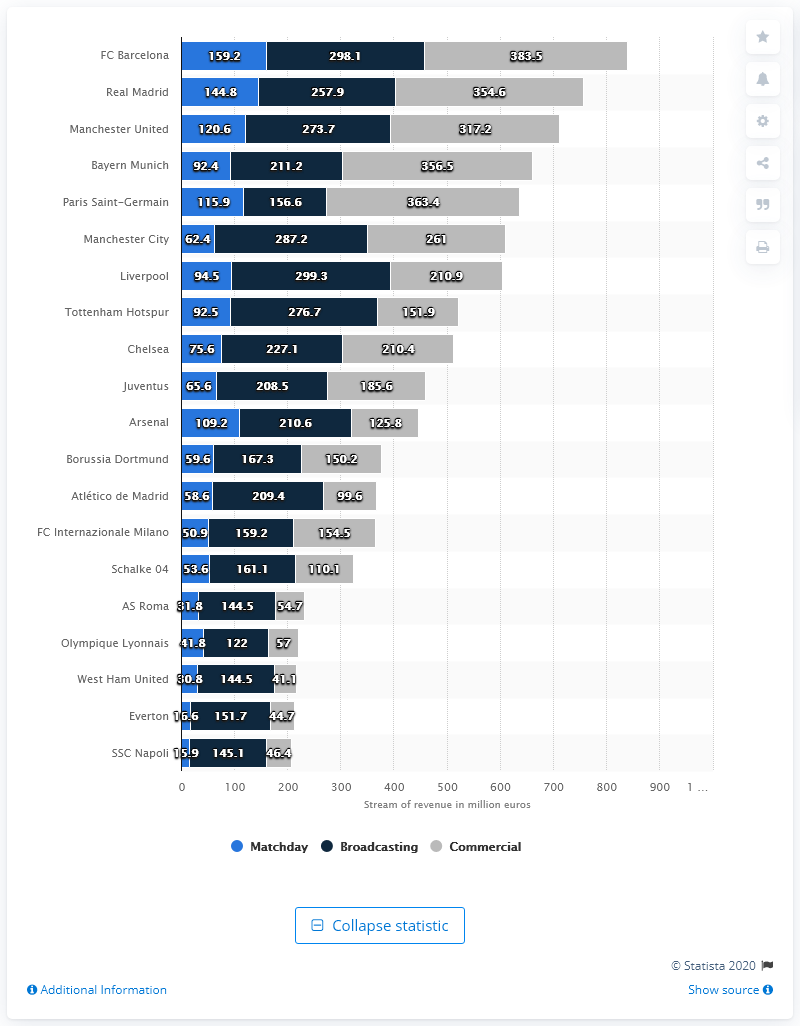 FC Barcelona 159.2 298.1 383.5
Real Madrid 144.8 257.9 354.6
Manchester United 120.6 273.7 317.2
Bayern Munich 92.4 211.2 356.5
Paris Saint-Germain 115.9 156.6 363.4
Manchester City 62.4 287.2 261
Liverpool 94.5 299.3 210.9
Tottenham Hotspur 92.5 276.7 151.9
Chelsea 75.6 227.1 210.4
Juventus 65.6 208.5 185.6
Arsenal 109.2 210.6 125.8
Borussia Dortmund 59.6 167.3 150.2
Atlético de Madrid 58.6 209.4 99.6
FC Internazionale Milano 50.9 159.2 154.5
Schalke 04 53.6 161.1 110.1
AS Roma 31.8 144.5 54.7
Olympique Lyonnais 41.8 122 57
West Ham United 30.8 144.5 41.1
Everton 16.6 151.7 44.7
SSC Napoli 15.9 145.1 46.4
0 100 200 300 400 500 600 700 800 900 1 ...
Stream of revenue in million euros
Matchday Broadcasting Commercial
Collapse statistic
© Statista 2020
Additional Information Show source